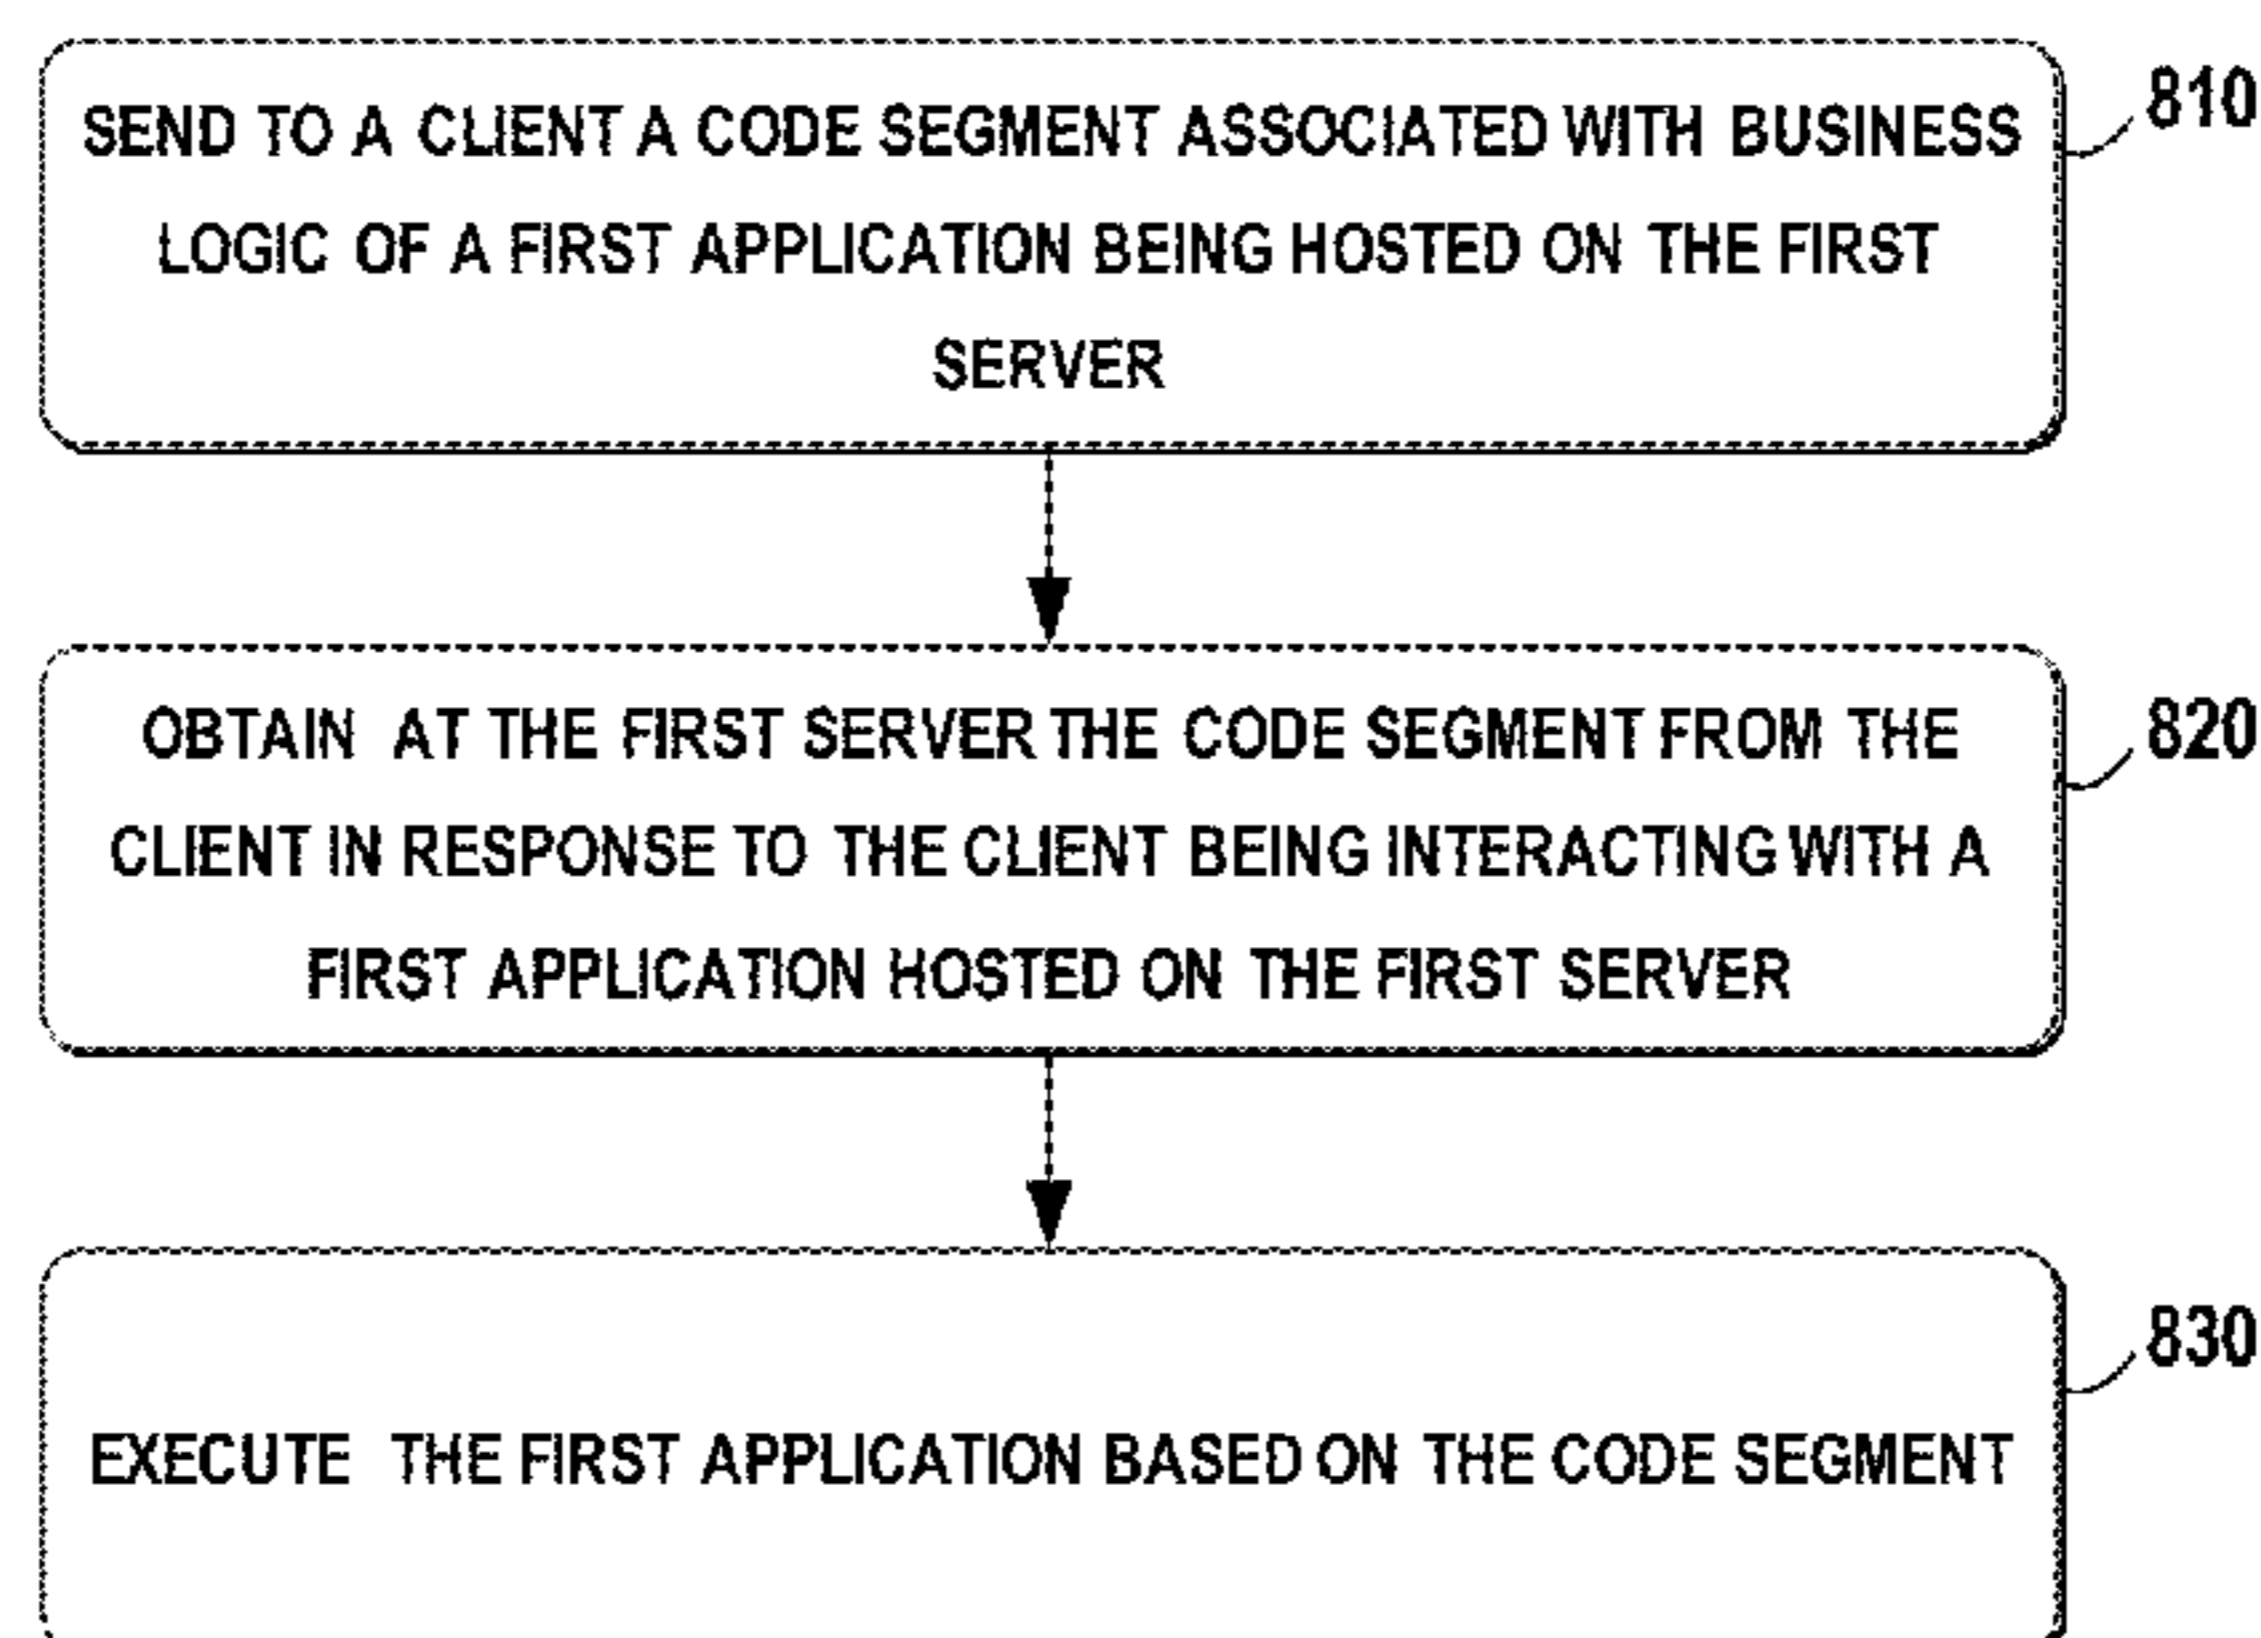 SEND TO A CLIENT A CODE SEGMENT ASSOCIATED WITH BUSINESS
LOGIC OF A FIRST APPLICATION BEING HOSTED ON THE FIRST
SERVER
810
OBTAIN AT THE FIRST SERVER THE CODE SEGMENT FROM THE
CLIENT IN RESPONSE TO THE CLIENT BEING INTERACTING WITH A
FIRST APPLICATION HOSTED ON THE FIRST SERVER
820
EXECUTE THE FIRST APPLICATION BASED ON THE CODE SEGMENT
830